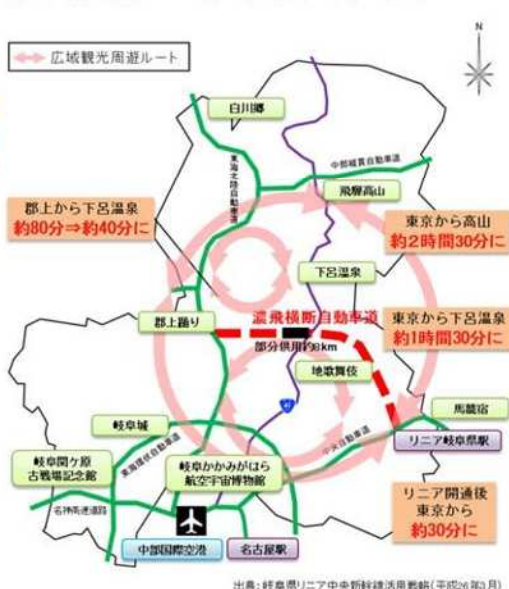 N
広域観光周遊ルート
白川郷
東海北陸自動車道
中部縦貫自動車道
飛騨高山
郡上から下呂温泉
約80分⇒約40分に
東京から高山
約2時間30分に
下呂温泉
郡上踊り
濃飛横断自動車道
部分供用約8km
東京から下呂温泉
約1時間30分に
地歌舞伎
41
馬籠宿
岐阜城
中央自動車道
リニア岐阜県駅
東海環状自動車道
岐阜関ケ原
古戦場記念館
岐阜かかみがはら
航空宇宙博物館
リニア開通後
東京から
約30分に
名神高速道路
中部国際空港
名古屋駅
出典:岐阜県リニア中央新幹線活用戦略(平成26年3月)